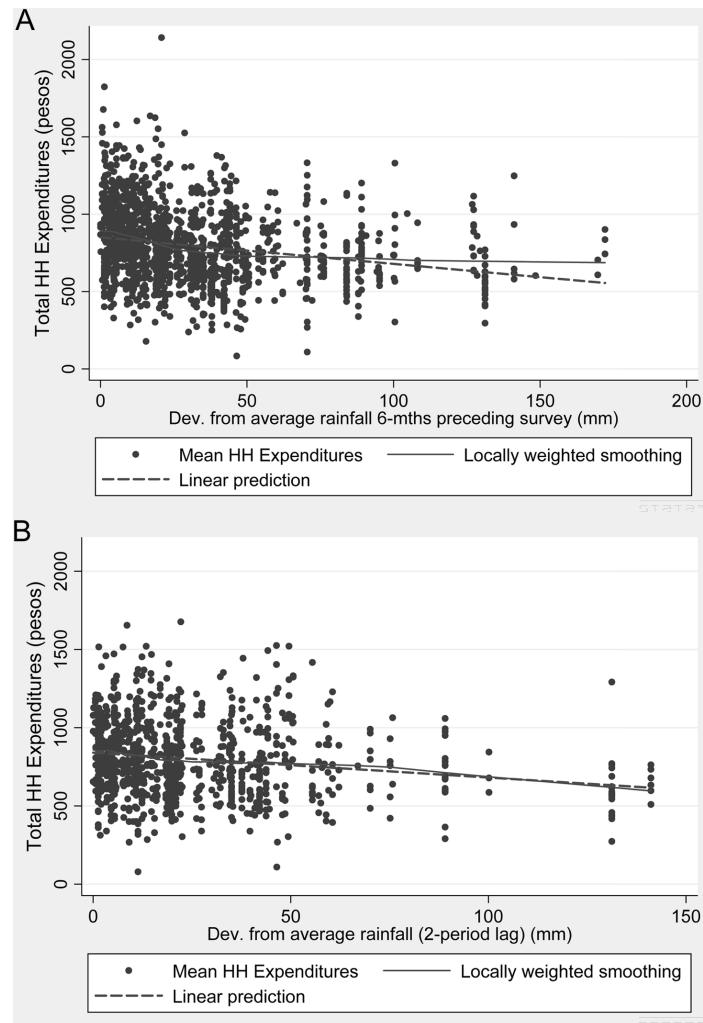 A
Total HH Expenditures (pesos)
2000
1500
1000
500
0
0 50 100 150 200
Dev. from average rainfall 6-mths preceding survey (mm)
Mean HH Expenditures Locally weighted smoothing
Linear prediction
B
Total HH Expenditures (pesos)
2000
1500
1000
500
0
0 50 100 150
Dev. from average rainfall (2-period lag) (mm)
Mean HH Expenditures Locally weighted smoothing
Linear prediction